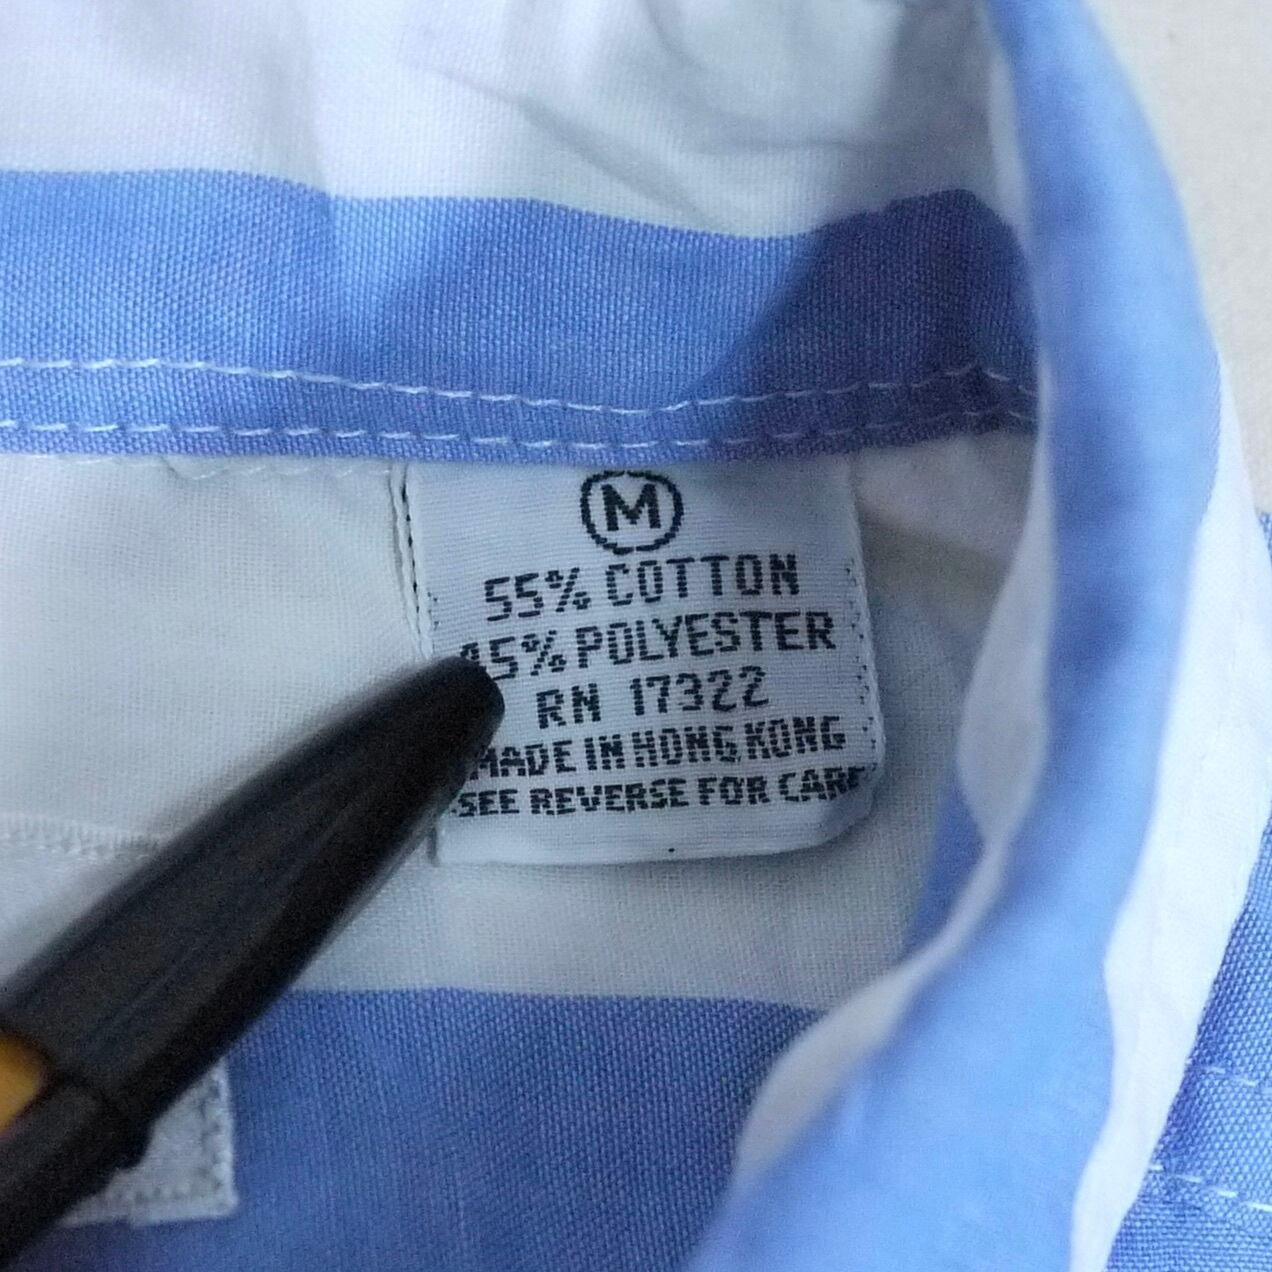 M
55% COTTON
45% POLYESTER
RN 17322
MADE IN HONG KONG
SEE REVERSE FOR CARE